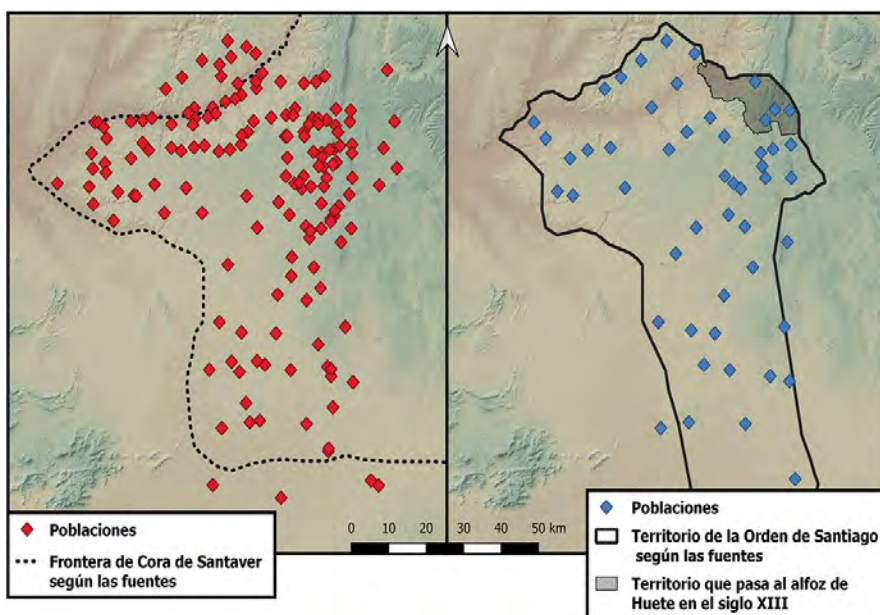 Poblaciones
Frontera de Cora de Santaver
según las fuentes
0 10 20 30 40 50 km
Poblaciones
Territorio de la Orden de Santiago
según las fuentes
Territorio que pasa al alfoz de
Huete en el siglo XIII